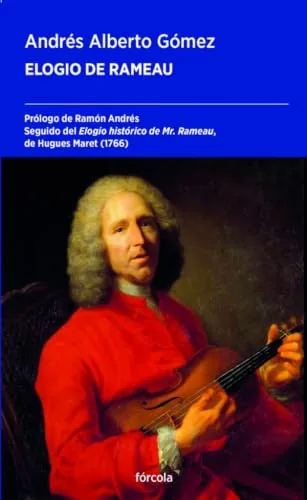 Andrés Alberto Gómez
ELOGIO DE RAMEAU
Prólogo de Ramón Andrés
Seguido del Elogio histórico de Mr. Rameau,
de Hugues Maret (1766)
fórcola